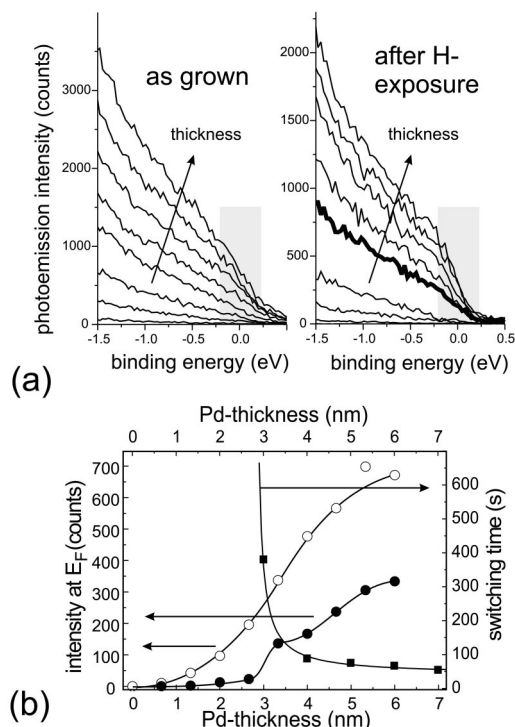 as grown
after H-
exposure
thickness
thickness
photoemission intensity (counts)
3000
2000
1000
0
2000
1500
1000
500
0
-1.5 -1.0 -0.5 0.0 0.5
-1.5 -1.0 -0.5 0.0 0.5
binding energy (eV)
binding energy (eV)
(a)
Pd-thickness (nm)
0 1 2 3 4 5 6 7
intensity at EF (counts)
700
600
500
400
300
200
100
0
600
500
400
300
200
100
0
switching time (s)
0 1 2 3 4 5 6 7
Pd-thickness (nm)
(b)